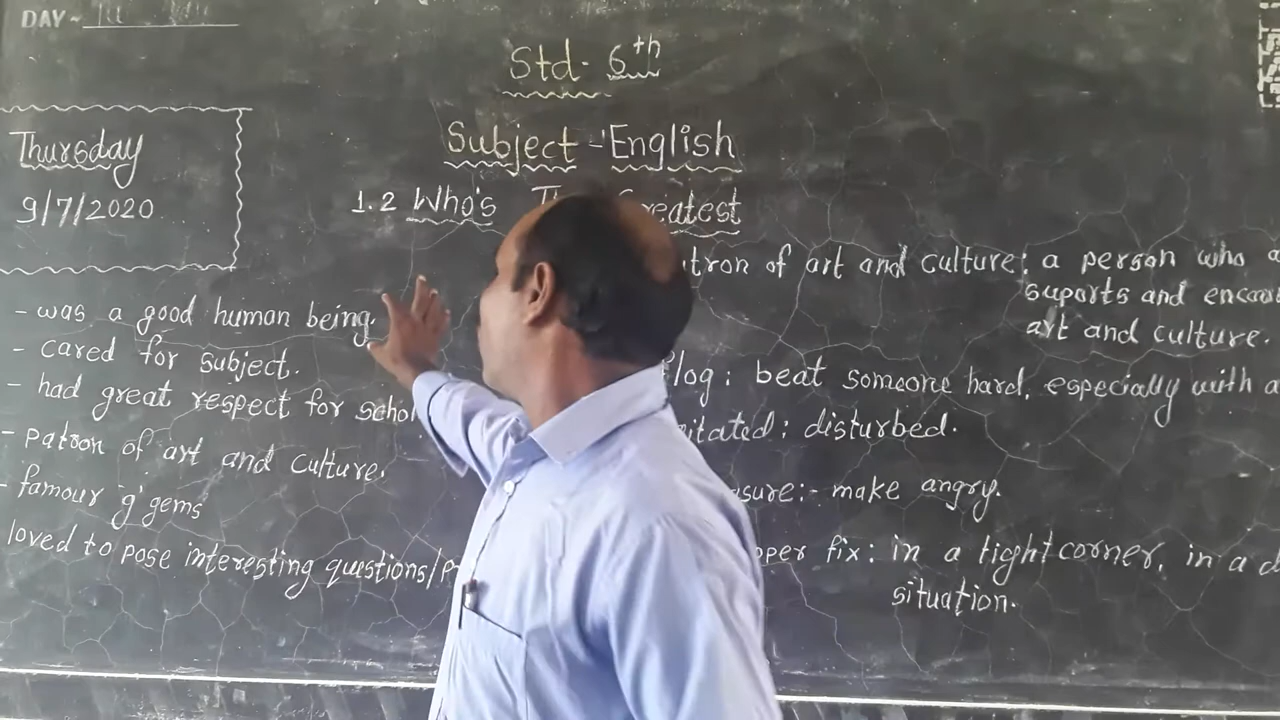 DAY -
Std- 6th
Thursday
9/7/2020
Subject - English
1.2 Who's Th Greatest
- was a good human being.
- cared for subject.
- had great respect for schol
- patron of art and culture.
- famour "g" gems
loved to pose interesting questions/p
tron of art and culture: a person who a
suports and encour
art and culture.
flog: beat someone hard, especially with a
itated: disturbed.
sure:- make angry.
per fix: in a tight corner, in a d
situation.